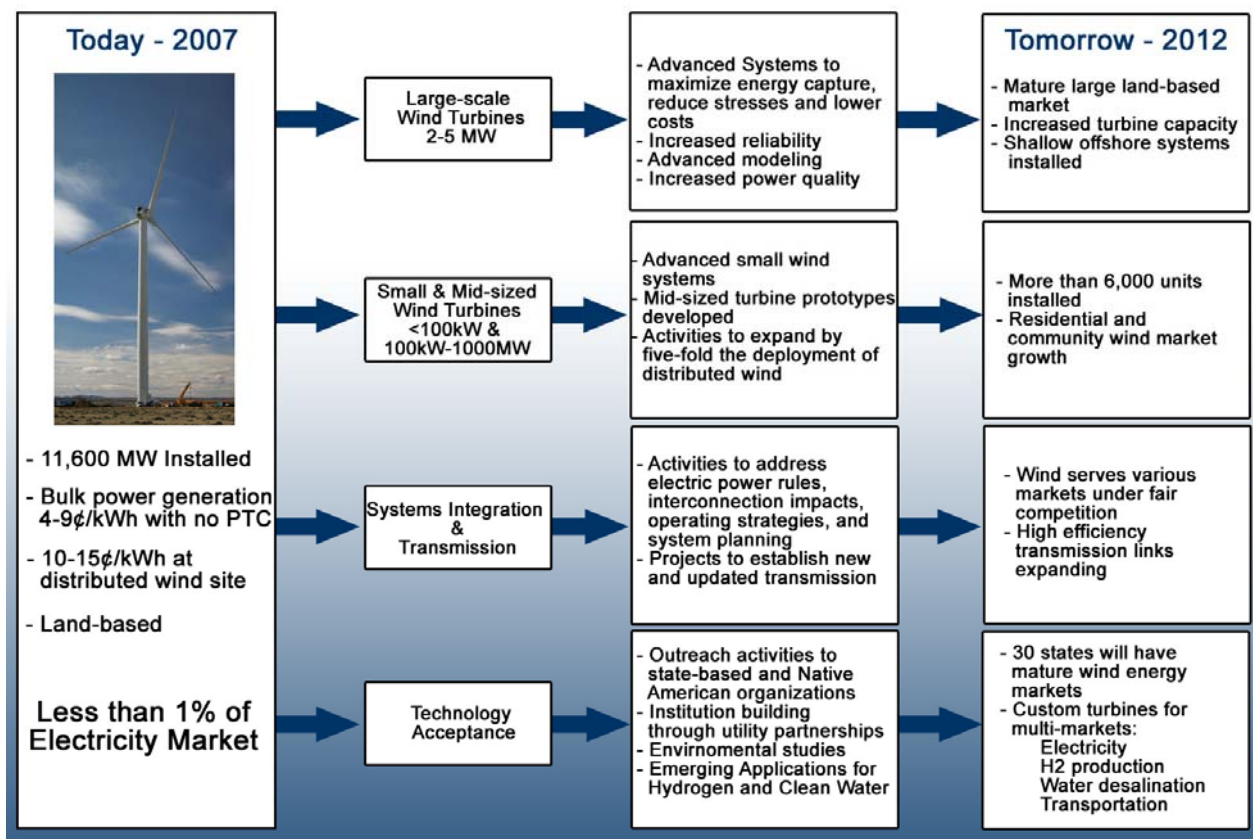 Today - 2007
- 11,600 MW Installed
- Bulk power generation
4-9¢/kWh with no PTC
- 10-15¢/kWh at
distributed wind site
- Land-based
Less than 1% of
Electricity Market
Large-scale
Wind Turbines
2-5 MW
- Advanced Systems to
maximize energy capture,
reduce stresses and lower
costs
- Increased reliability
- Advanced modeling
- Increased power quality
Tomorrow - 2012
- Mature large land-based
market
- Increased turbine capacity
- Shallow offshore systems
installed
Small & Mid-sized
Wind Turbines
<100kW &
100kW-1000MW
- Advanced small wind
systems
- Mid-sized turbine prototypes
developed
- Activities to expand by
five-fold the deployment of
distributed wind
- More than 6,000 units
installed
- Residential and
community wind market
growth
Systems Integration
&
Transmission
- Activities to address
electric power rules,
interconnection impacts,
operating strategies, and
system planning
- Projects to establish new
and updated transmission
- Wind serves various
markets under fair
competition
- High efficiency
transmission links
expanding
Technology
Acceptance
- Outreach activities to
state-based and Native
American organizations
- Institution building
through utility partnerships
- Envirnomental studies
- Emerging Applications for
Hydrogen and Clean Water
- 30 states will have
mature wind energy
markets
- Custom turbines for
multi-markets:
Electricity
H2 production
Water desalination
Transportation